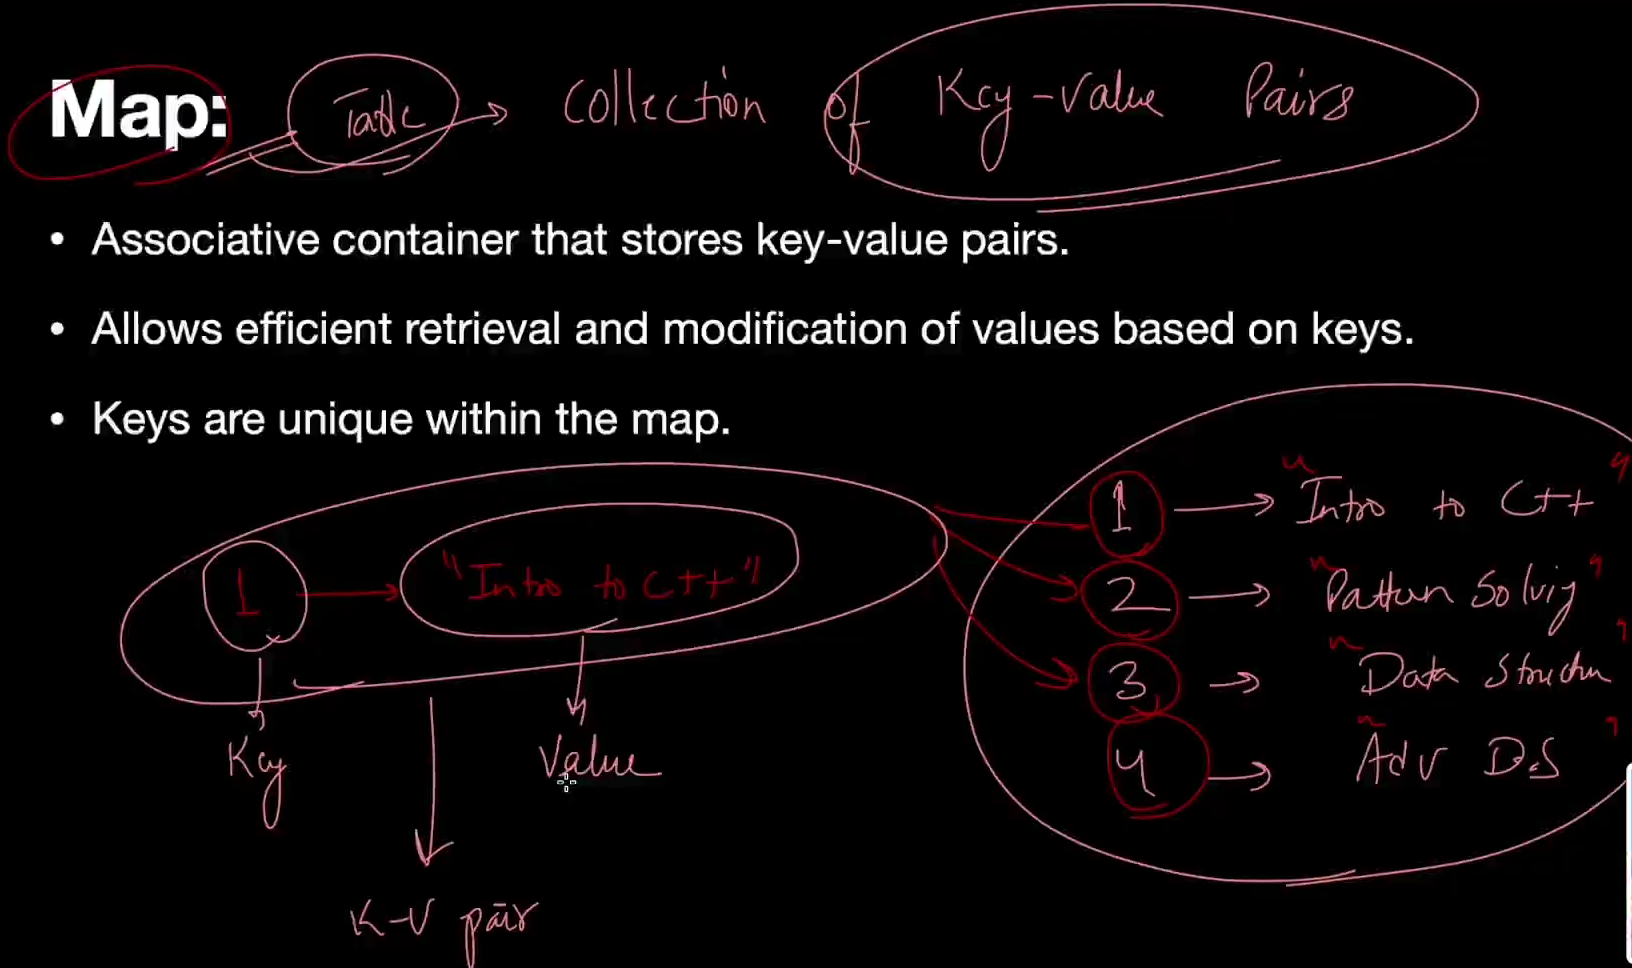 Map: Table → Collection of Key-Value Pairs
• Associative container that stores key-value pairs.
• Allows efficient retrieval and modification of values based on keys.
• Keys are unique within the map.
1 → "Intro to C++"
Key Value
K-V pair
1 → "Intro to C++"
2 → "Pattern Solving"
3 → "Data Structure"
4 → "Adv D.S"